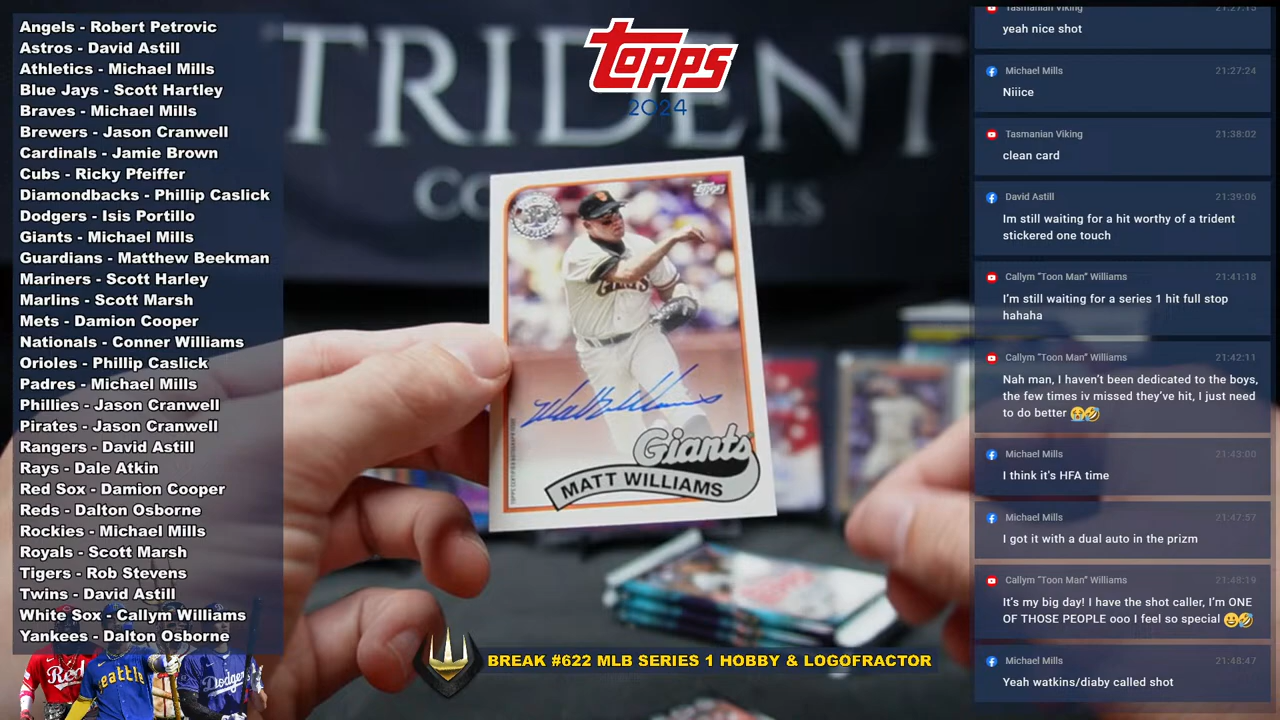 Angels - Robert Petrovic
Astros - David Astill
Athletics - Michael Mills
Blue Jays - Scott Hartley
Braves - Michael Mills
Brewers - Jason Cranwell
Cardinals - Jamie Brown
Cubs - Ricky Pfeiffer
Diamondbacks - Phillip Caslick
Dodgers - Isis Portillo
Giants - Michael Mills
Guardians - Matthew Beekman
Mariners - Scott Harley
Marlins - Scott Marsh
Mets - Damion Cooper
Nationals - Conner Williams
Orioles - Phillip Caslick
Padres - Michael Mills
Phillies - Jason Cranwell
Pirates - Jason Cranwell
Rangers - David Astill
Rays - Dale Atkin
Red Sox - Damion Cooper
Reds - Dalton Osborne
Rockies - Michael Mills
Royals - Scott Marsh
Tigers - Rob Stevens
Twins - David Astill
White Sox - Callym Williams
Yankees - Dalton Osborne
TRIDENT
topps
2024
Topps
Giants
Matt Williams
Giants
MATT WILLIAMS
BREAK #622 MLB SERIES 1 HOBBY & LOGOFRACTOR
Reds
Seattle
Dodgers
Tasmanian Viking 21:27:15
yeah nice shot
Michael Mills 21:27:24
Niiice
Tasmanian Viking 21:38:02
clean card
David Astill 21:39:06
Im still waiting for a hit worthy of a trident
stickered one touch
Callym "Toon Man" Williams 21:41:18
I'm still waiting for a series 1 hit full stop
hahaha
Callym "Toon Man" Williams 21:42:11
Nah man, I haven't been dedicated to the boys,
the few times iv missed they've hit, I just need
to do better 😭🤣
Michael Mills 21:43:00
I think it's HFA time
Michael Mills 21:47:57
I got it with a dual auto in the prizm
Callym "Toon Man" Williams 21:48:19
It's my big day! I have the shot caller, I'm ONE
OF THOSE PEOPLE ooo I feel so special 😀🤣
Michael Mills 21:48:47
Yeah watkins/diaby called shot